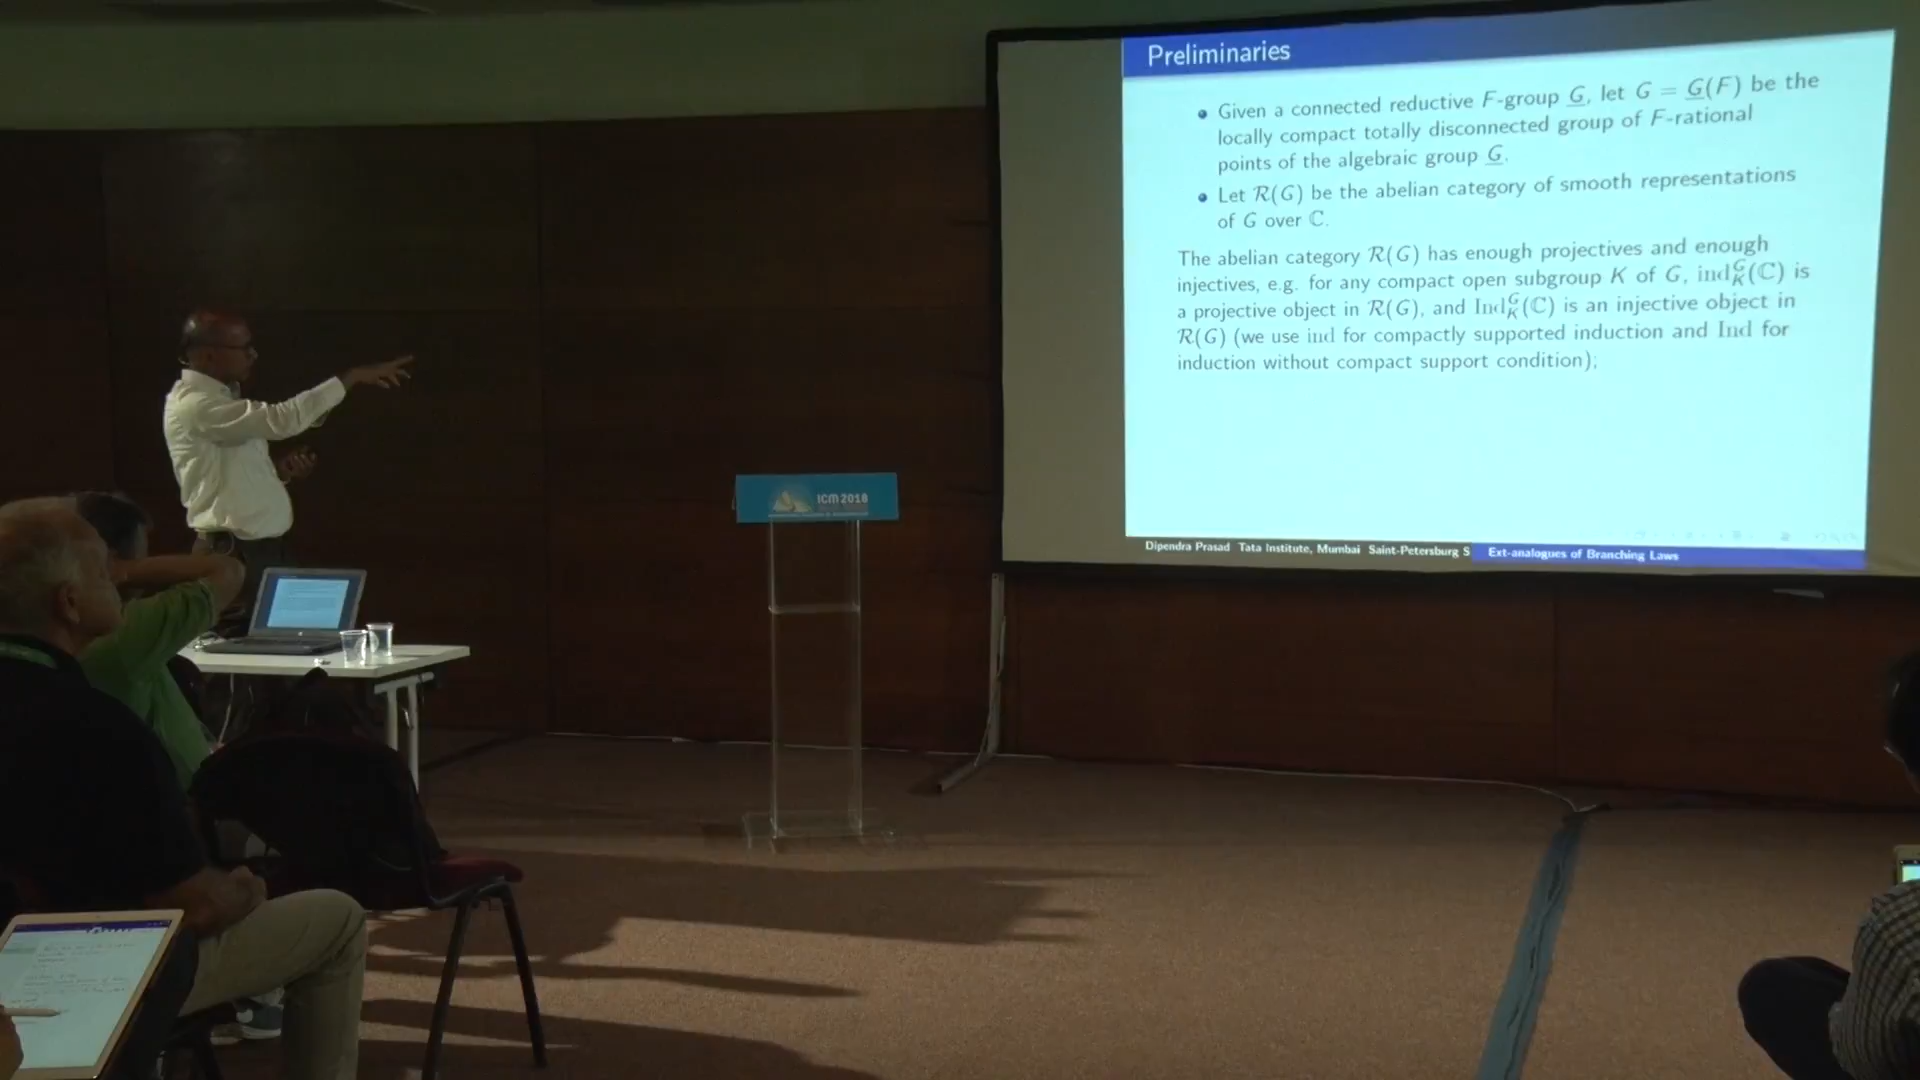 Preliminaries
Given a connected reductive F-group G, let G = G(F) be the
locally compact totally disconnected group of F-rational
points of the algebraic group G.
Let R(G) be the abelian category of smooth representations
of G over ℂ.
The abelian category R(G) has enough projectives and enough
injectives, e.g. for any compact open subgroup K of G, ind_K^G(ℂ) is
a projective object in R(G), and Ind_K^G(ℂ) is an injective object in
R(G) (we use ind for compactly supported induction and Ind for
induction without compact support condition);
Dipendra Prasad Tata Institute, Mumbai Saint-Petersburg S
Ext-analogues of Branching Laws
ICM 2018